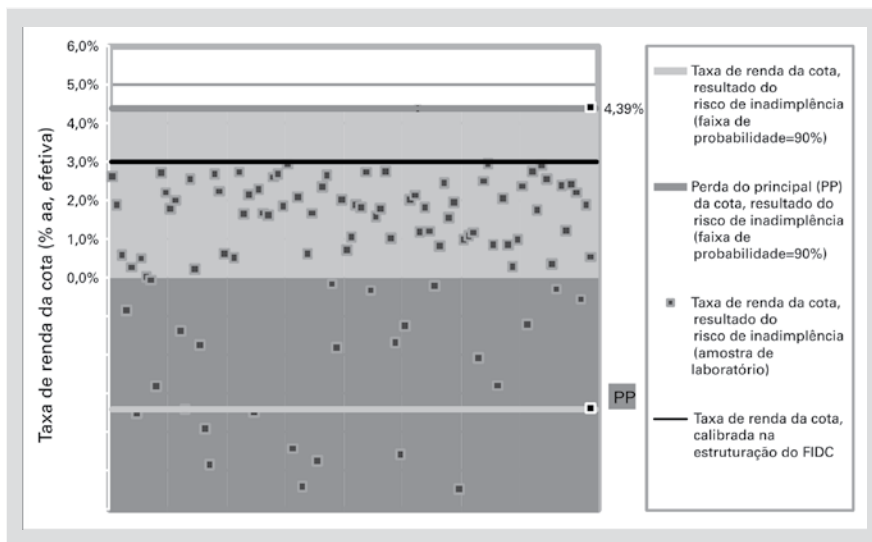 Taxa de renda da cota (% aa, efetiva)
6,0%
5,0%
4,0%
3,0%
2,0%
1,0%
0,0%
4,39%
PP
Taxa de renda da cota,
resultado do
risco de inadimplência
(faixa de
probabilidade=90%)
Perda do principal (PP)
da cota, resultado do
risco de inadimplência
(faixa de
probabilidade=90%)
Taxa de renda da cota,
resultado do
risco de inadimplência
(amostra de
laboratório)
Taxa de renda da cota,
calibrada na
estruturação do FIDC